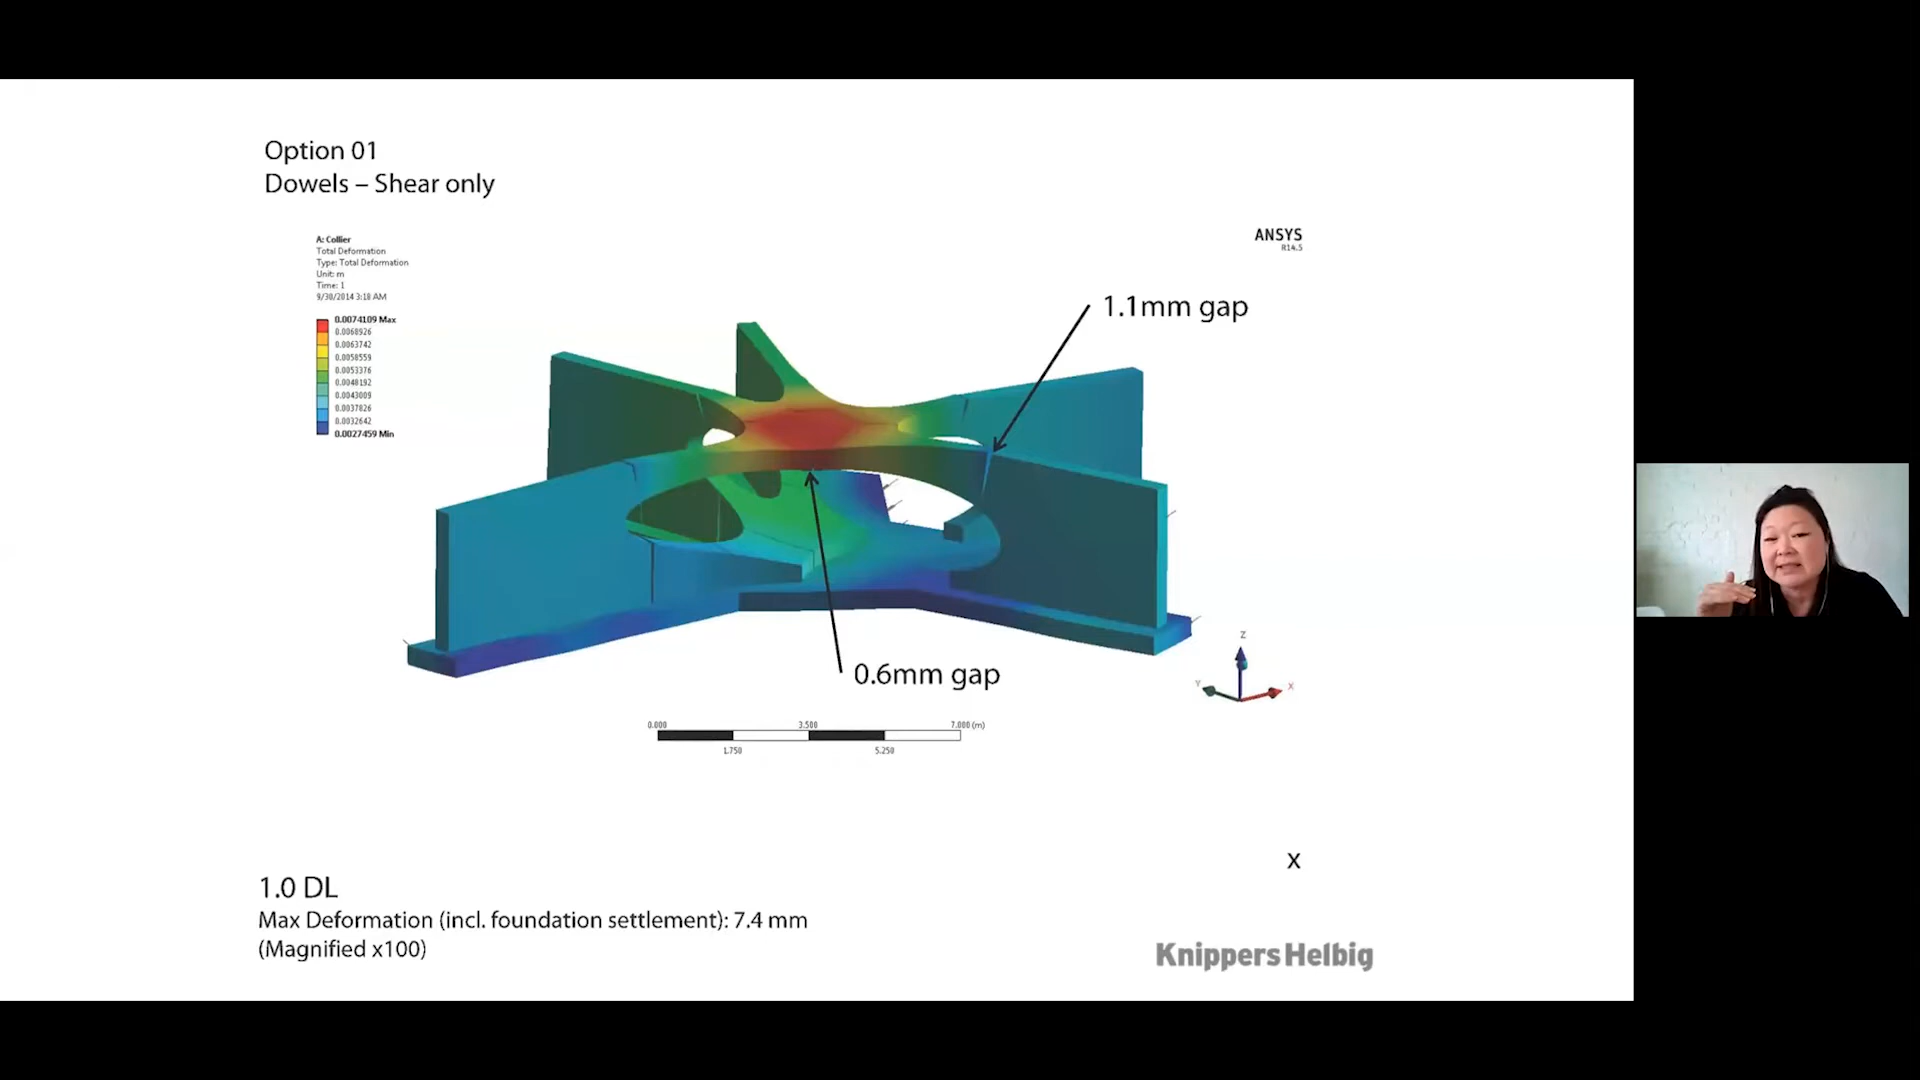 Option 01
Dowels – Shear only
A: Collier
Total Deformation
Type: Total Deformation
Unit: m
Time: 1
9/30/2014 3:18 AM
0.0074109 Max
0.0068926
0.0063742
0.0058559
0.0053376
0.0048192
0.0043009
0.0037826
0.0032642
0.0027459 Min
ANSYS
R14.5
1.1mm gap
0.6mm gap
Z
Y
X
0.000 3.500 7.000 (m)
1.750 5.250
x
1.0 DL
Max Deformation (incl. foundation settlement): 7.4 mm
(Magnified x100)
Knippers Helbig